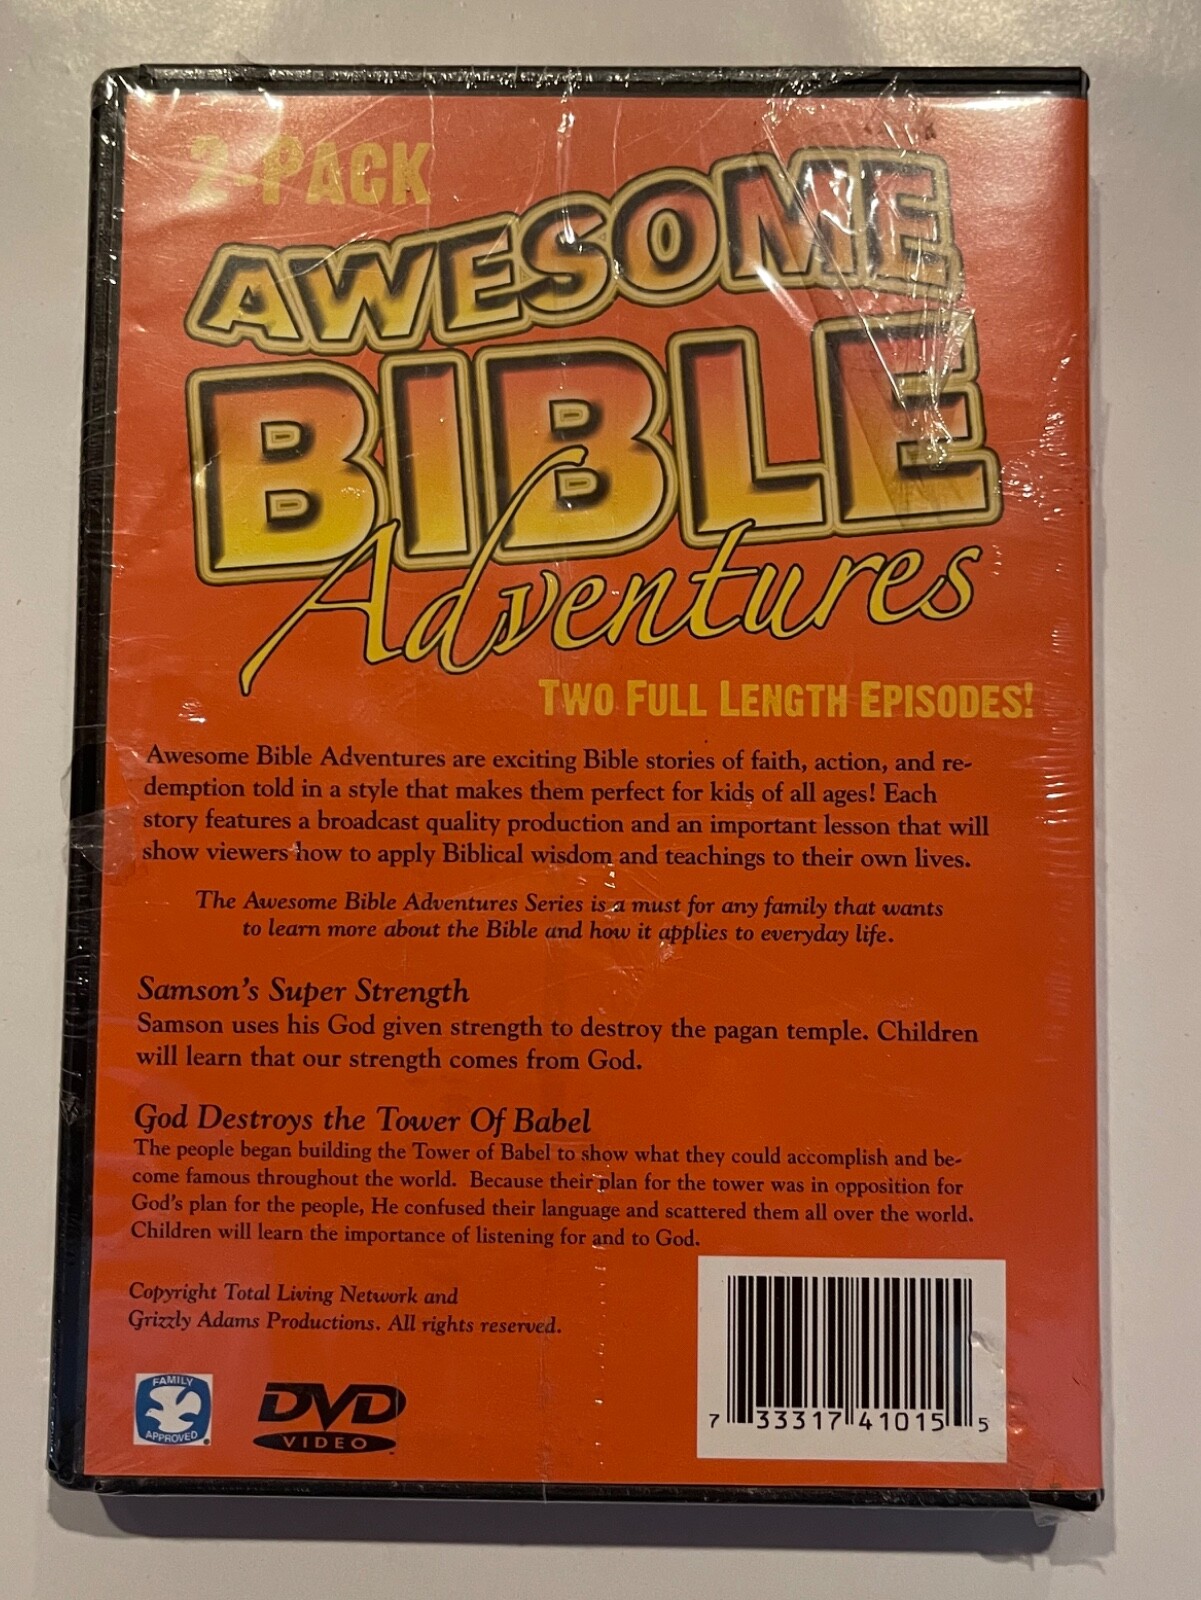 2-PACK
AWESOME
BIBLE
Adventures
TWO FULL LENGTH EPISODES!
Awesome Bible Adventures are exciting Bible stories of faith, action, and re-
demption told in a style that makes them perfect for kids of all ages! Each
story features a broadcast quality production and an important lesson that will
show viewers how to apply Biblical wisdom and teachings to their own lives.
The Awesome Bible Adventures Series is a must for any family that wants
to learn more about the Bible and how it applies to everyday life.
Samson's Super Strength
Samson uses his God given strength to destroy the pagan temple. Children
will learn that our strength comes from God.
God Destroys the Tower Of Babel
The people began building the Tower of Babel to show what they could accomplish and be-
come famous throughout the world. Because their plan for the tower was in opposition for
God's plan for the people, He confused their language and scattered them all over the world.
Children will learn the importance of listening for and to God.
Copyright Total Living Network and
Grizzly Adams Productions. All rights reserved.
FAMILY
APPROVED
DVD
VIDEO
7 33317 41015 5